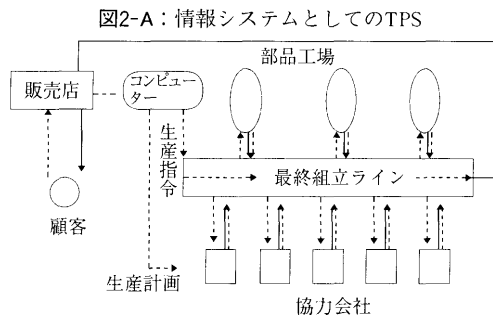 図2-A：情報システムとしてのTPS
部品工場
販売店
コンピュー
ター
生産指令
最終組立ライン
顧客
生産計画
協力会社